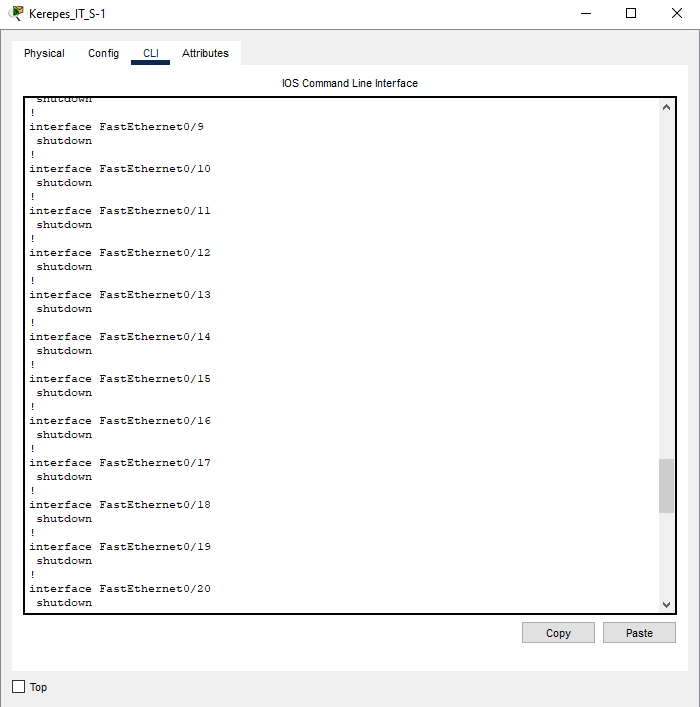 Kerepes_IT_S-1
Physical Config CLI Attributes
IOS Command Line Interface
shutdown
!
interface FastEthernet0/9
shutdown
!
interface FastEthernet0/10
shutdown
!
interface FastEthernet0/11
shutdown
!
interface FastEthernet0/12
shutdown
!
interface FastEthernet0/13
shutdown
!
interface FastEthernet0/14
shutdown
!
interface FastEthernet0/15
shutdown
!
interface FastEthernet0/16
shutdown
!
interface FastEthernet0/17
shutdown
!
interface FastEthernet0/18
shutdown
!
interface FastEthernet0/19
shutdown
!
interface FastEthernet0/20
shutdown
Copy Paste
Top